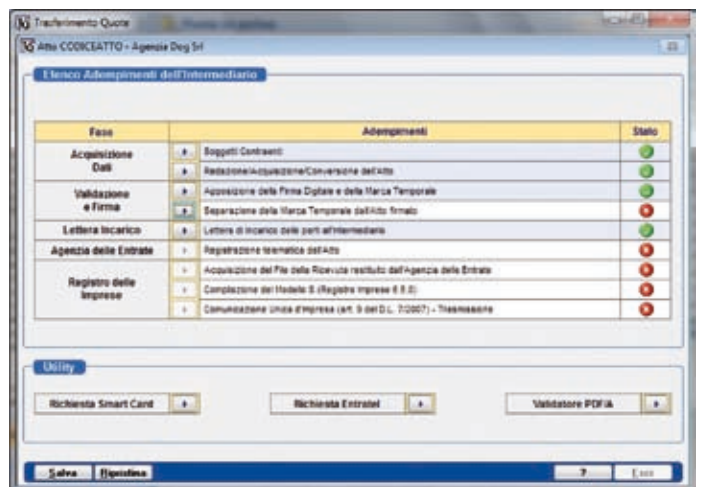 Trasferimento Quote
Atto CODICEATTO - Agenzia Dog Srl
Elenco Adempimenti dell'Intermediario
Fase Adempimenti Stato
Acquisizione Dati
Soggetti Contraenti
Redazione/Acquisizione/Conversione dell'Atto
Validazione e Firma
Apposizione della Firma Digitale e della Marca Temporale
Separazione della Marca Temporale dall'Atto firmato
Lettera Incarico Lettera di incarico delle parti all'intermediario
Agenzia delle Entrate Registrazione telematica dell'Atto
Registro delle Imprese
Acquisizione del File della Ricevuta restituito dall'Agenzia delle Entrate
Compilazione del Modello S (Registro Imprese 6.5.0)
Comunicazione Unica d'Impresa (art. 9 del D.L. 7/2007) - Trasmissione
Utility
Richiesta Smart Card Richiesta Entratel Validatore PDF/A
Salva Ripristina ? Esci